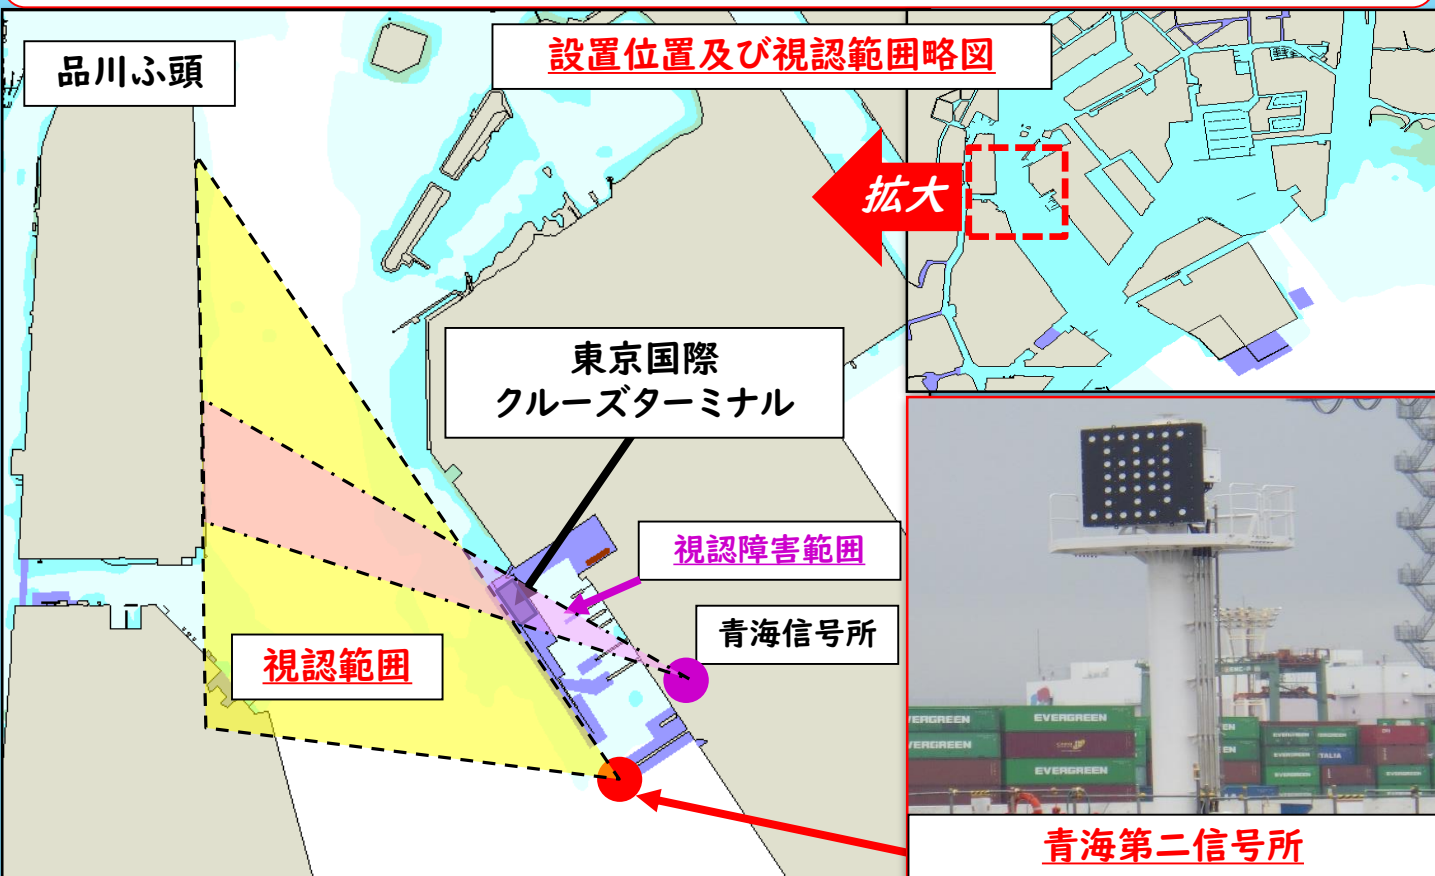 設置位置及び視認範囲略図
品川ふ頭
拡大
東京国際
クルーズターミナル
視認障害範囲
青海信号所
視認範囲
EVERGREEN
EVERGREEN
EVERGREEN
EVERGREEN
青海第二信号所